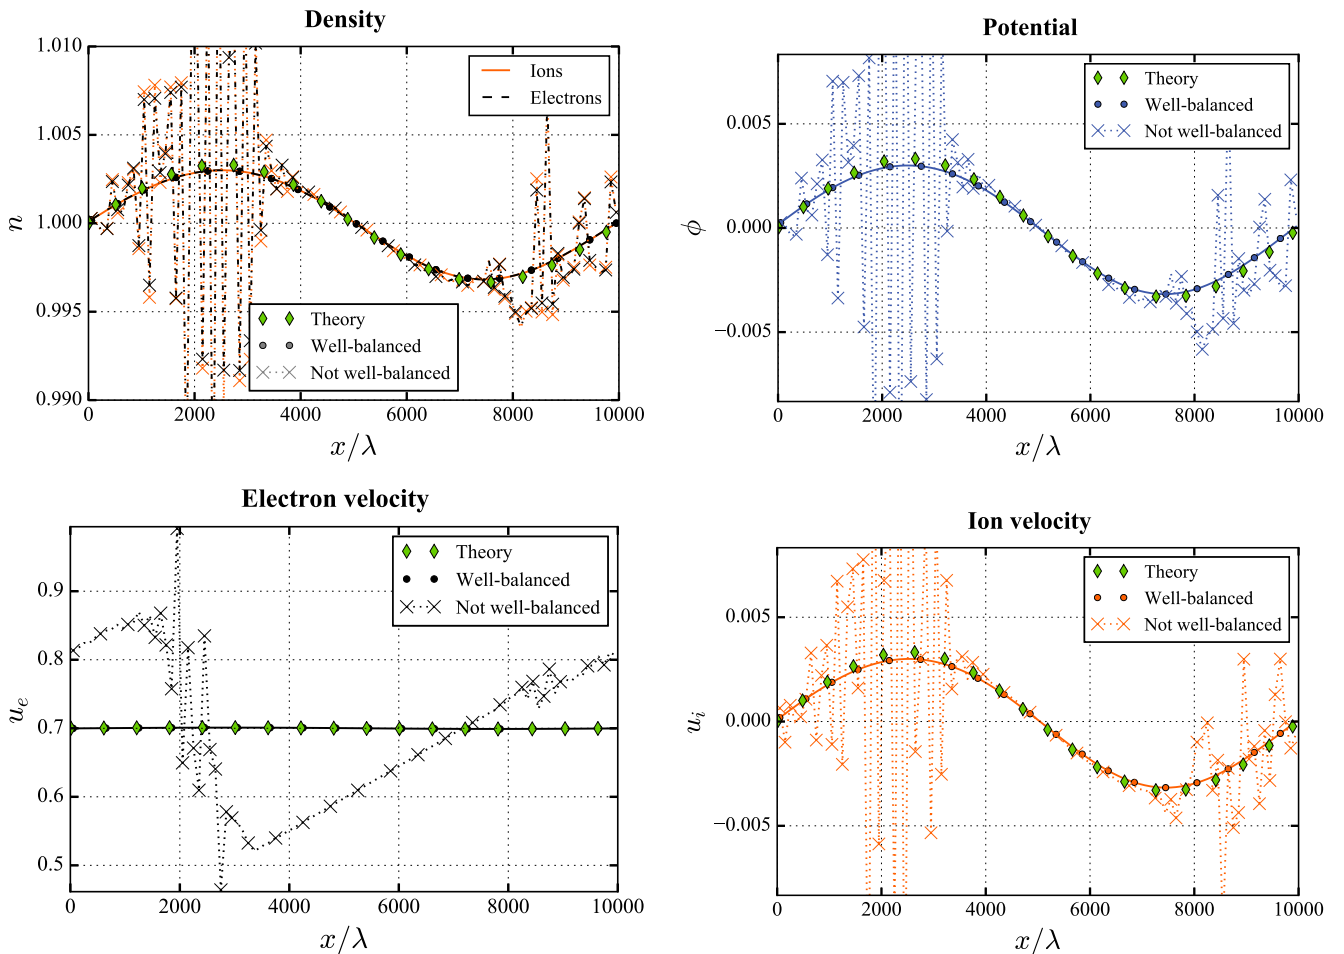 Density
1.010
1.005
1.000
0.995
0.990
n
Ions
Electrons
Theory
Well-balanced
Not well-balanced
0
2000
4000
6000
8000
10000
x/λ
Potential
0.005
0.000
−0.005
ϕ
Theory
Well-balanced
Not well-balanced
0
2000
4000
6000
8000
10000
x/λ
Electron velocity
0.9
0.8
0.7
0.6
0.5
u_e
Theory
Well-balanced
Not well-balanced
0
2000
4000
6000
8000
10000
x/λ
Ion velocity
0.005
0.000
−0.005
u_i
Theory
Well-balanced
Not well-balanced
0
2000
4000
6000
8000
10000
x/λ